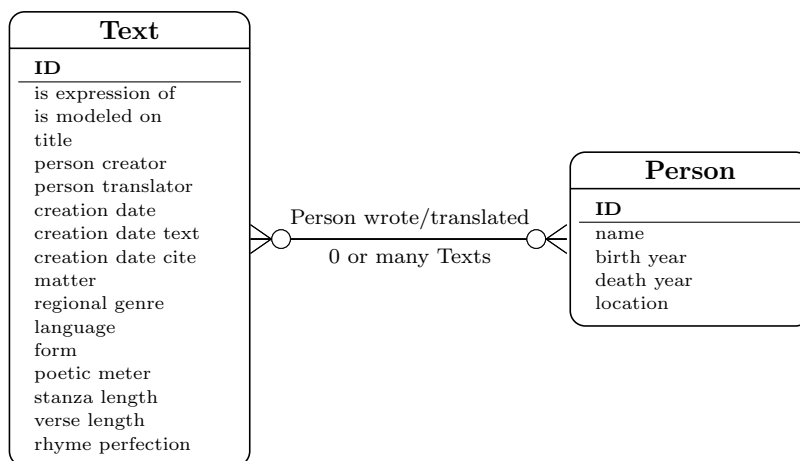 Text
ID
is expression of
is modeled on
title
person creator
person translator
creation date
creation date text
creation date cite
matter
regional genre
language
form
poetic meter
stanza length
verse length
rhyme perfection
Person wrote/translated
0 or many Texts
Person
ID
name
birth year
death year
location